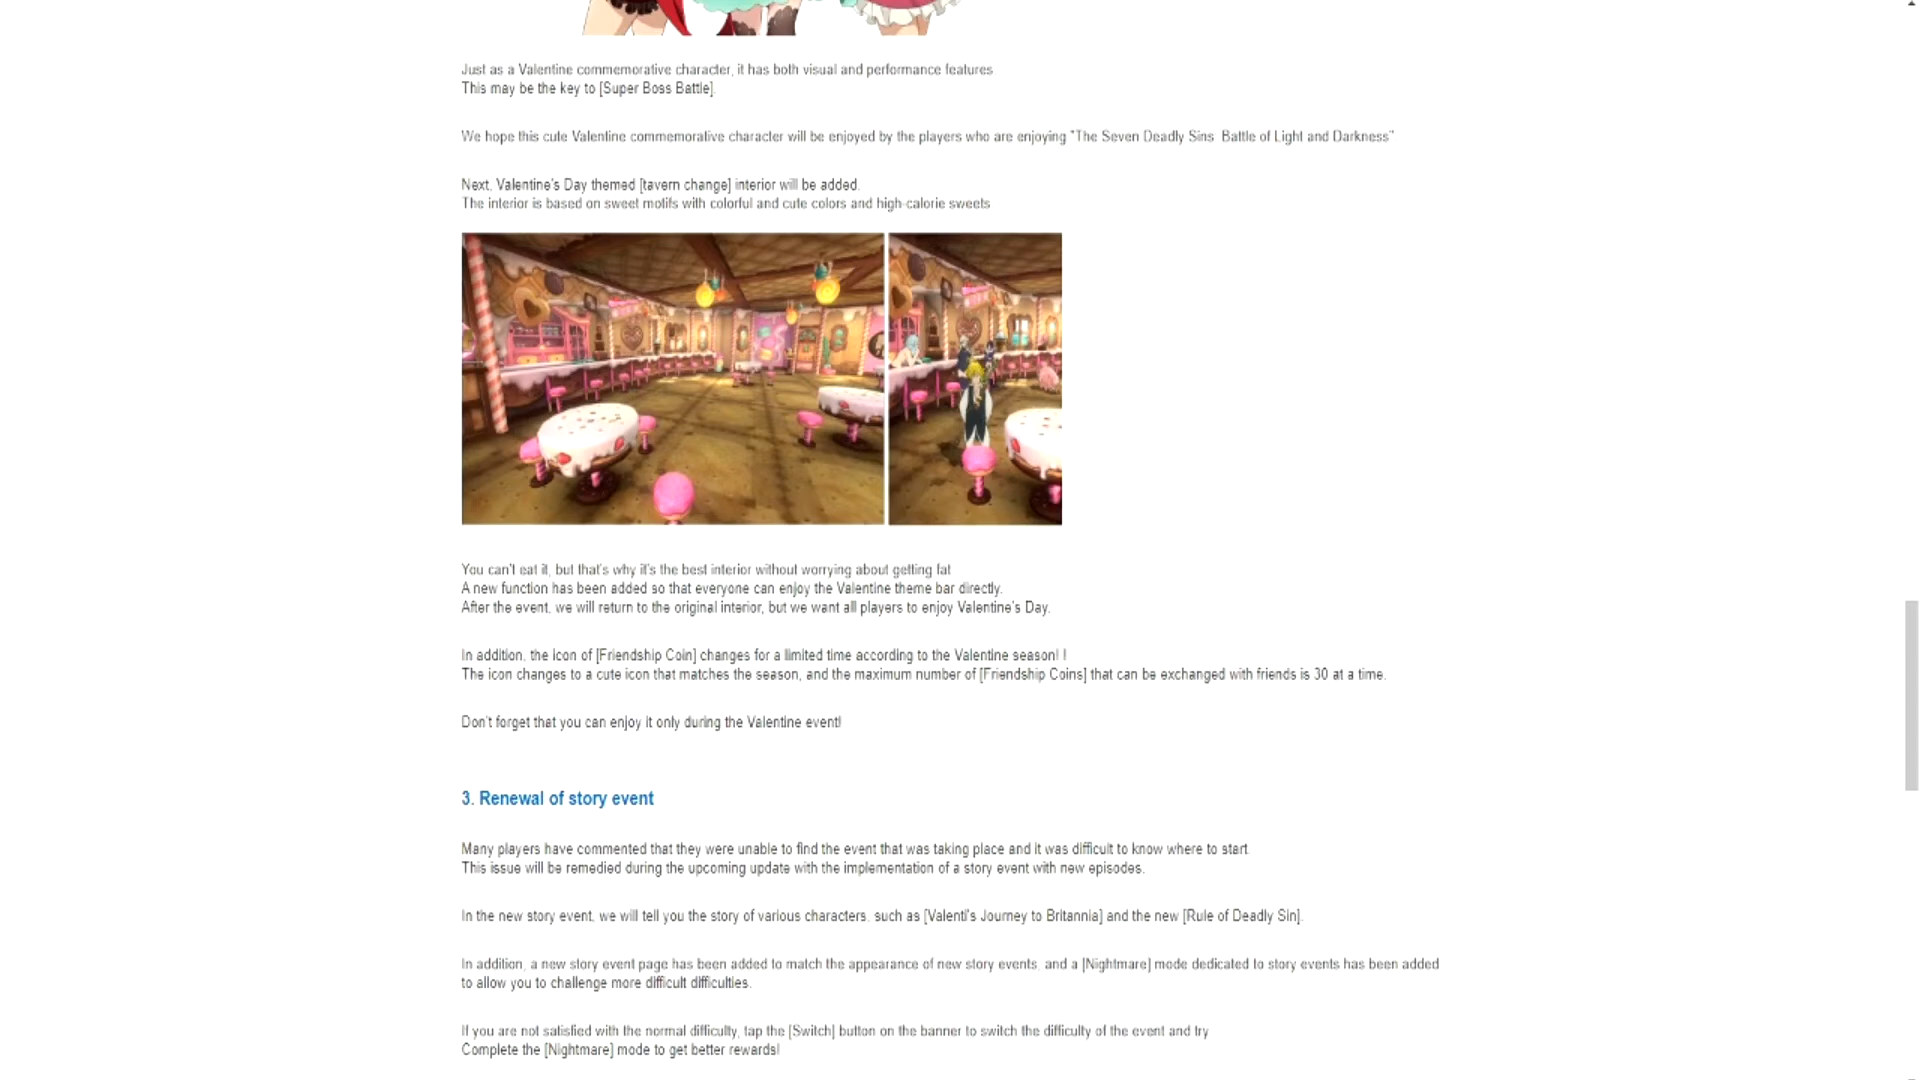 Just as a Valentine commemorative character, it has both visual and performance features
This may be the key to [Super Boss Battle].
We hope this cute Valentine commemorative character will be enjoyed by the players who are enjoying "The Seven Deadly Sins Battle of Light and Darkness"
Next, Valentine's Day themed [tavern change] interior will be added.
The interior is based on sweet motifs with colorful and cute colors and high-calorie sweets
You can't eat it, but that's why it's the best interior without worrying about getting fat
A new function has been added so that everyone can enjoy the Valentine theme bar directly.
After the event, we will return to the original interior, but we want all players to enjoy Valentine's Day.
In addition, the icon of [Friendship Coin] changes for a limited time according to the Valentine season! !
The icon changes to a cute icon that matches the season, and the maximum number of [Friendship Coins] that can be exchanged with friends is 30 at a time.
Don't forget that you can enjoy it only during the Valentine event!
3. Renewal of story event
Many players have commented that they were unable to find the event that was taking place and it was difficult to know where to start.
This issue will be remedied during the upcoming update with the implementation of a story event with new episodes.
In the new story event, we will tell you the story of various characters, such as [Valenti's Journey to Britannia] and the new [Rule of Deadly Sin].
In addition, a new story event page has been added to match the appearance of new story events, and a [Nightmare] mode dedicated to story events has been added
to allow you to challenge more difficult difficulties.
If you are not satisfied with the normal difficulty, tap the [Switch] button on the banner to switch the difficulty of the event and try
Complete the [Nightmare] mode to get better rewards!